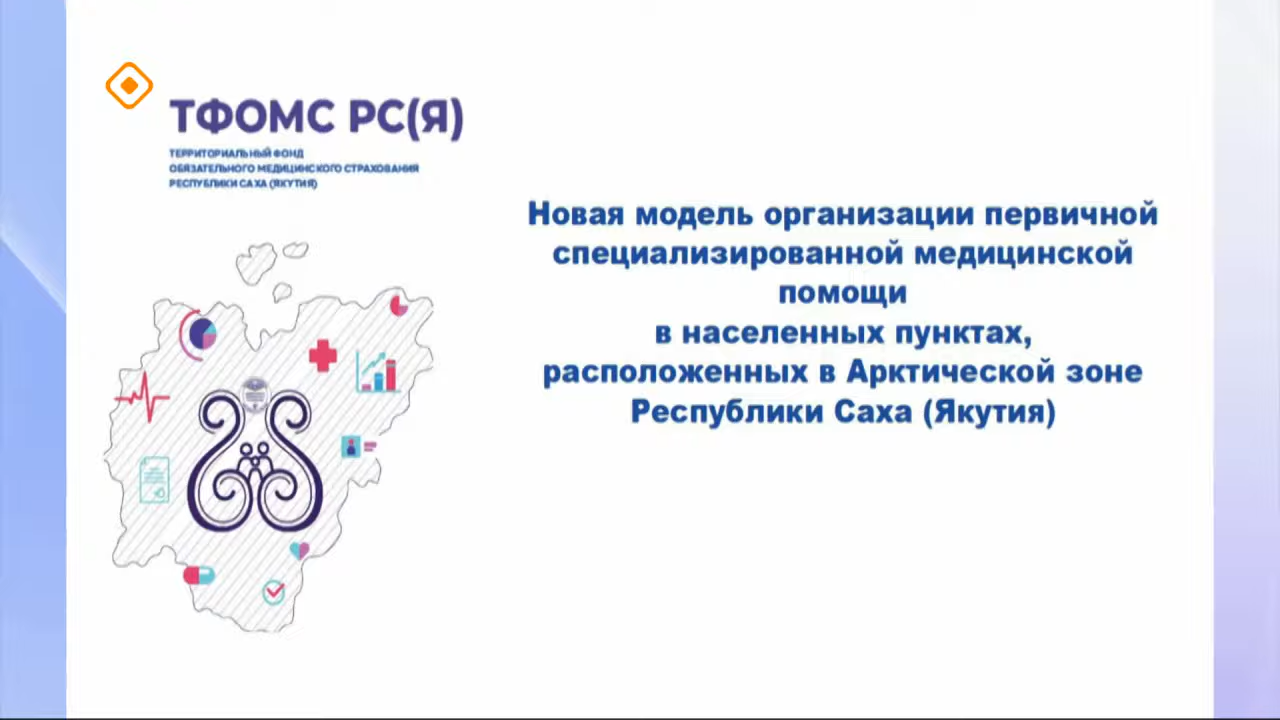 ТФОМС РС(Я)
ТЕРРИТОРИАЛЬНЫЙ ФОНД
ОБЯЗАТЕЛЬНОГО МЕДИЦИНСКОГО СТРАХОВАНИЯ
РЕСПУБЛИКИ САХА (ЯКУТИЯ)
Новая модель организации первичной
специализированной медицинской
помощи
в населенных пунктах,
расположенных в Арктической зоне
Республики Саха (Якутия)